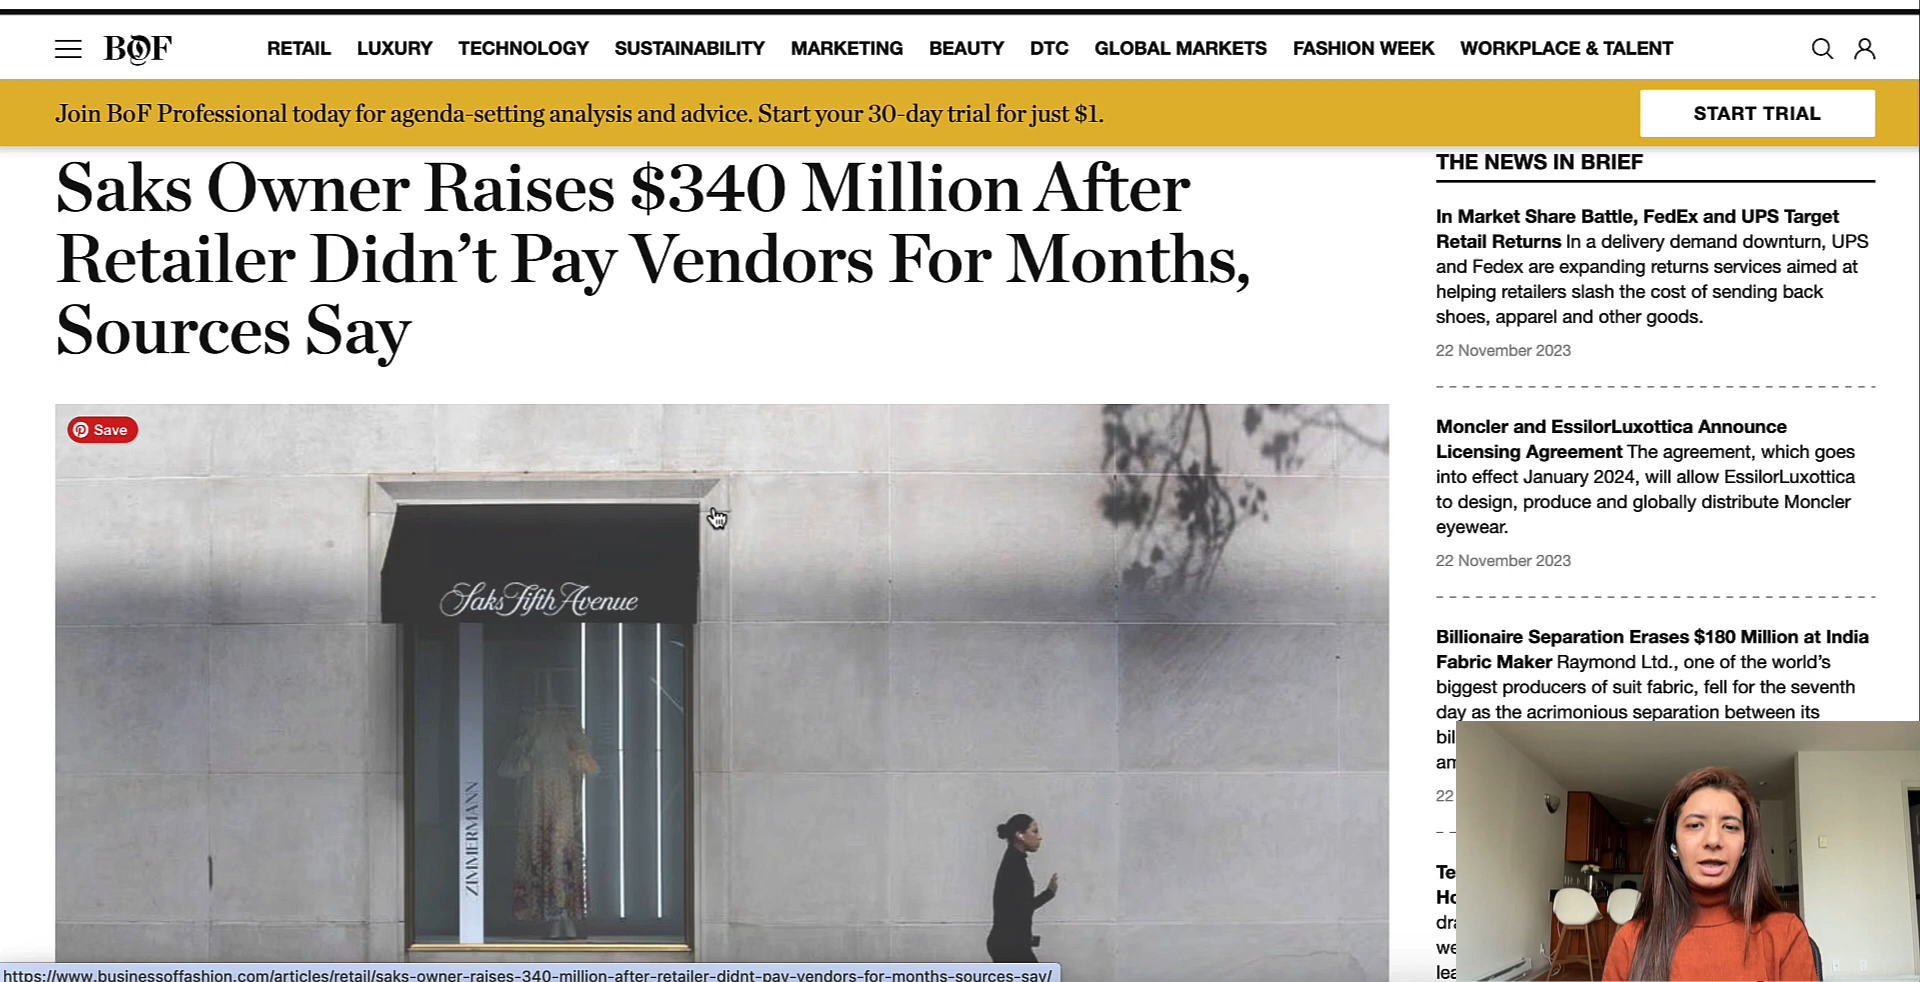 BOF
RETAIL LUXURY TECHNOLOGY SUSTAINABILITY MARKETING BEAUTY DTC GLOBAL MARKETS FASHION WEEK WORKPLACE & TALENT
Join BoF Professional today for agenda-setting analysis and advice. Start your 30-day trial for just $1.
START TRIAL
Saks Owner Raises $340 Million After
Retailer Didn’t Pay Vendors For Months,
Sources Say
Save
Saks Fifth Avenue
ZIMMERMANN
THE NEWS IN BRIEF
In Market Share Battle, FedEx and UPS Target
Retail Returns In a delivery demand downturn, UPS
and Fedex are expanding returns services aimed at
helping retailers slash the cost of sending back
shoes, apparel and other goods.
22 November 2023
Moncler and EssilorLuxottica Announce
Licensing Agreement The agreement, which goes
into effect January 2024, will allow EssilorLuxottica
to design, produce and globally distribute Moncler
eyewear.
22 November 2023
Billionaire Separation Erases $180 Million at India
Fabric Maker Raymond Ltd., one of the world’s
biggest producers of suit fabric, fell for the seventh
day as the acrimonious separation between its
22
https://www.businessoffashion.com/articles/retail/saks-owner-raises-340-million-after-retailer-didnt-pay-vendors-for-months-sources-say/